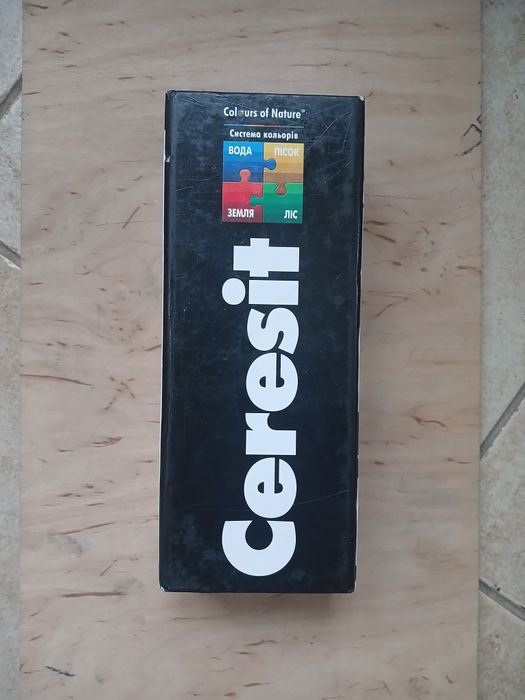 Colours of Nature™
Система кольорів
ВОДА ПІСОК
ЗЕМЛЯ ЛІС
Ceresit